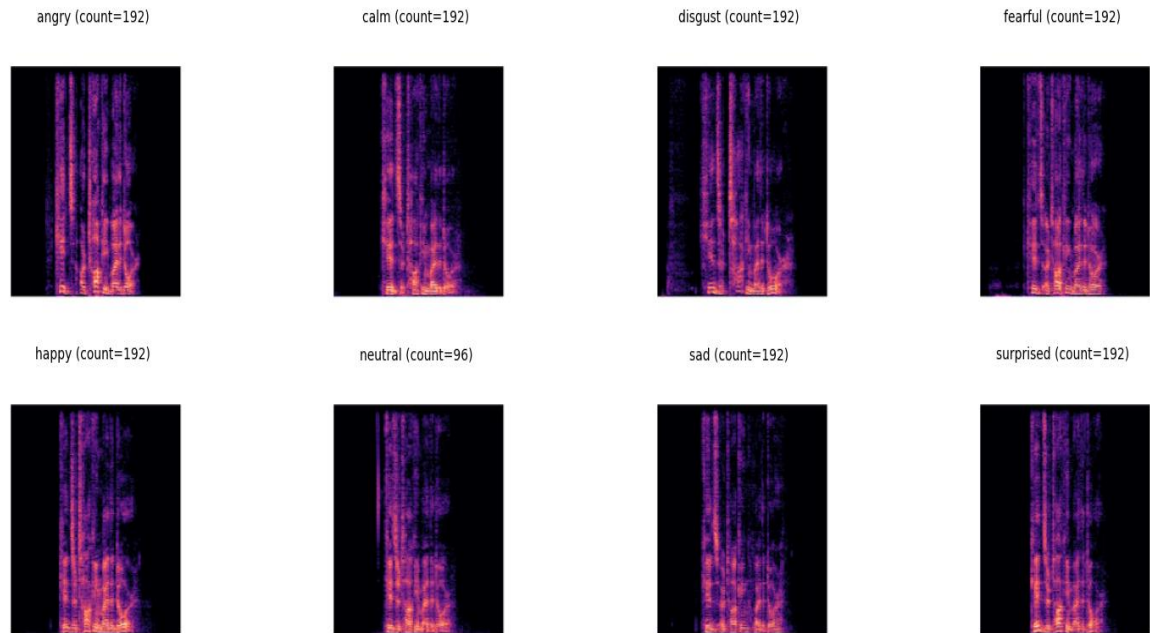 angry (count=192)
calm (count=192)
disgust (count=192)
fearful (count=192)
happy (count=192)
neutral (count=96)
sad (count=192)
surprised (count=192)